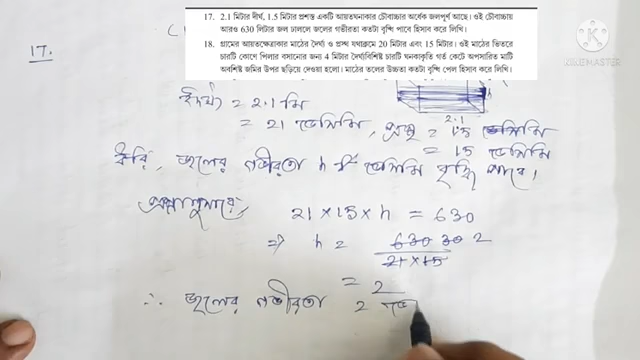 17. 2.1 মিটার দীর্ঘ, 1.5 মিটার প্রশস্ত একটি আয়তঘনাকার চৌবাচ্চার অর্ধেক জলপূর্ণ আছে। ওই চৌবাচ্চায়
আরও 630 লিটার জল ঢাললে জলের গভীরতা কতটা বৃদ্ধি পাবে হিসাব করে লিখি।
18. গ্রামের আয়তক্ষেত্রাকার মাঠের দৈর্ঘ্য ও প্রস্থ যথাক্রমে 20 মিটার এবং 15 মিটার। ওই মাঠের ভিতরে
চারটি কোণে পিলার বসানোর জন্য 4 মিটার দৈর্ঘ্যবিশিষ্ট চারটি ঘনকাকৃতি গর্ত কেটে অপসারিত মাটি
অবশিষ্ট জমির উপর ছড়িয়ে দেওয়া হলো। মাঠের তলের উচ্চতা কতটা বৃদ্ধি পেল হিসাব করে লিখি।
KINEMASTER
17.
2.1
দৈর্ঘ্য = 2.1 মি
= 21 ডেসিমি, প্রস্থ = 1.5
= 15 ডেসিমি
ধরি, জলের গভীরতা h ডেসিমি বৃদ্ধি পাবে।
প্রশ্নানুসারে,
21 × 15 × h = 630
⇒ h = 630 30 2
21 × 15
= 2
∴ জলের গভীরতা 2 ডে